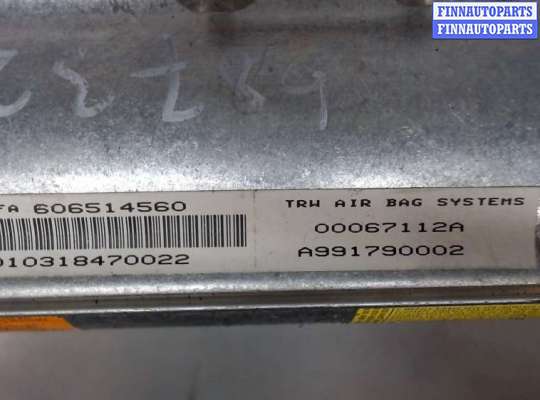 FINNAUTOPARTS
FINNAUTOPARTS
FA 606514560
TRW AIR BAG SYSTEMS
00067112A
010318470022
A991790002